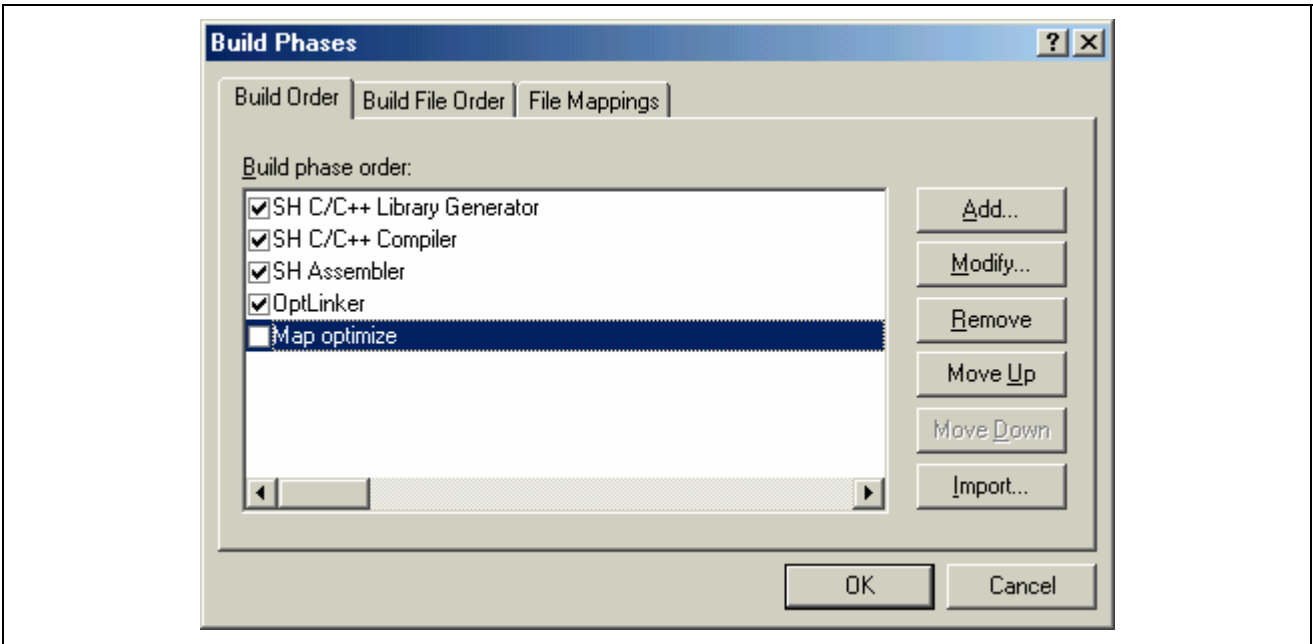 Build Phases
Build Order
Build File Order
File Mappings
Build phase order:
SH C/C++ Library Generator
SH C/C++ Compiler
SH Assembler
OptLinker
Map optimize
Add...
Modify...
Remove
Move Up
Move Down
Import...
OK
Cancel